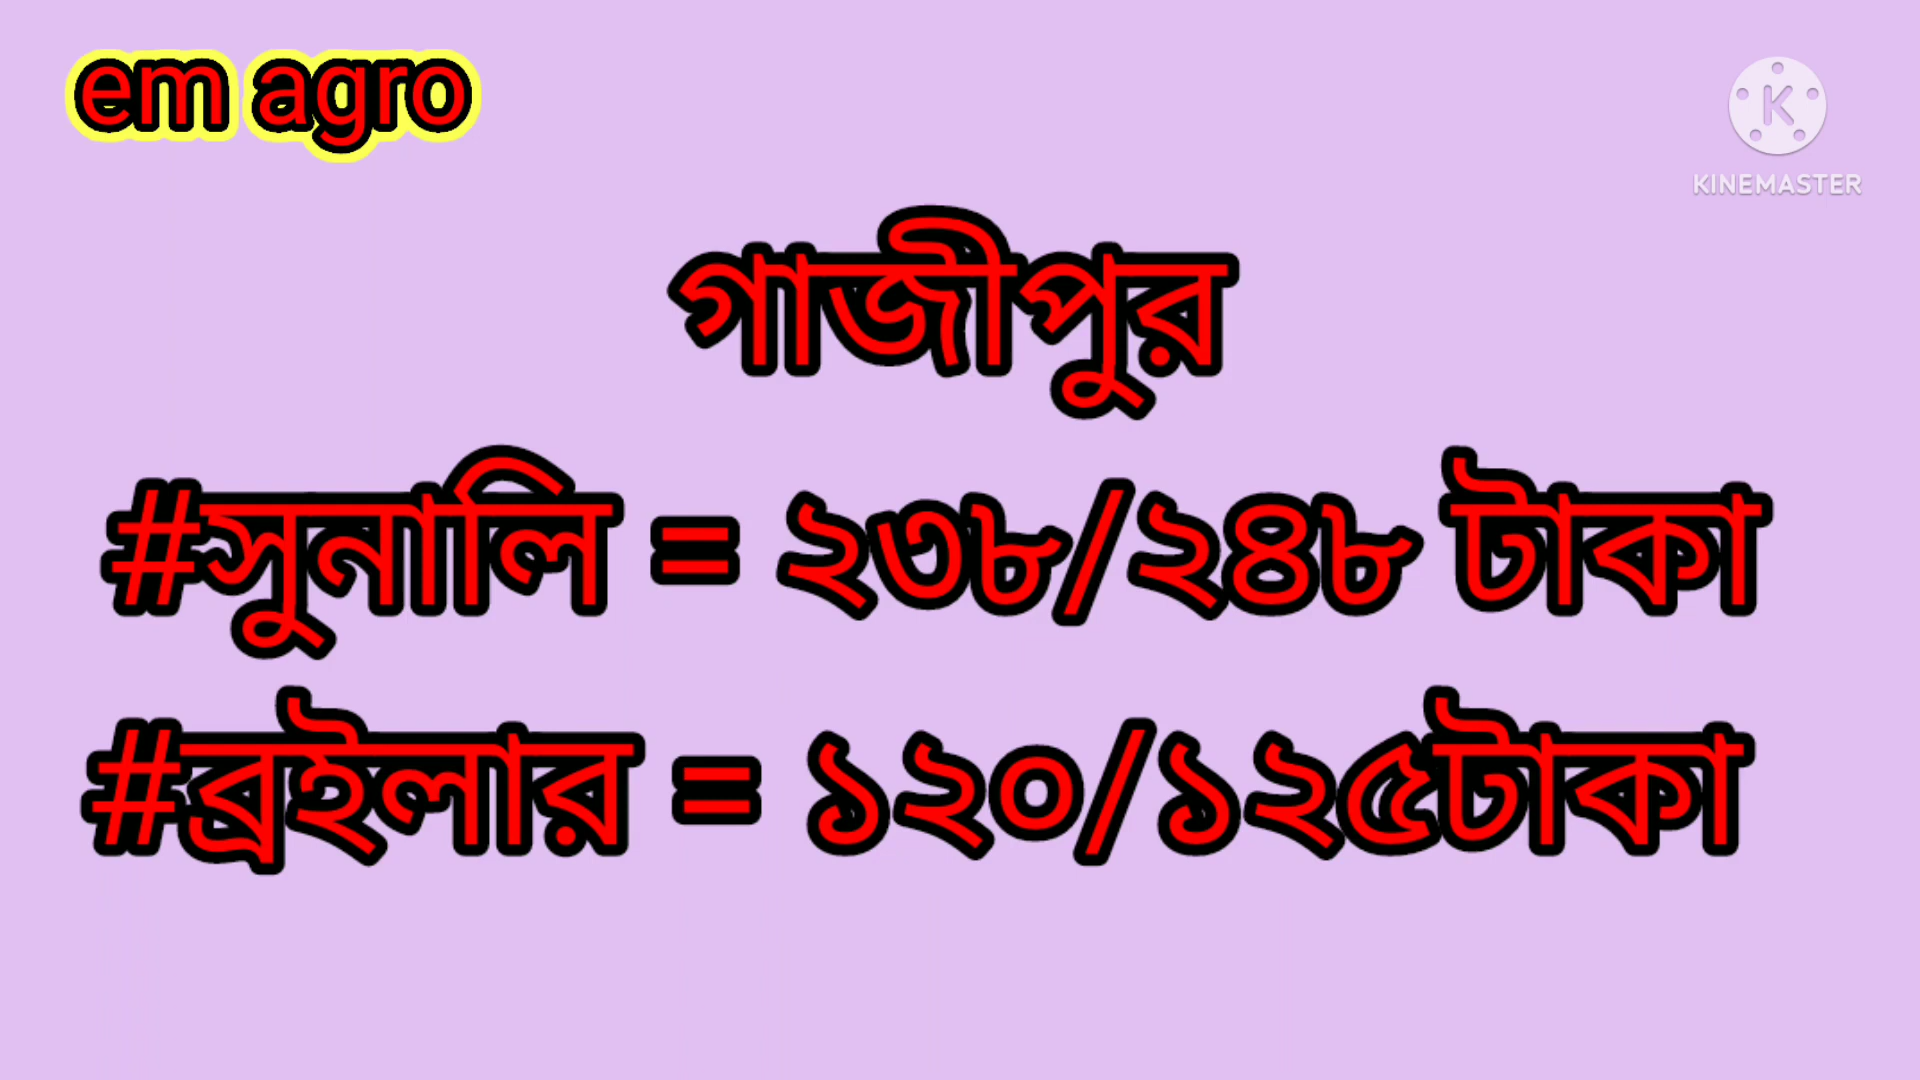 em agro
KINEMASTER
গাজীপুর
#সুনালি = ২৩৮/২৪৮ টাকা
#ব্রইলার = ১২০/১২৫টাকা